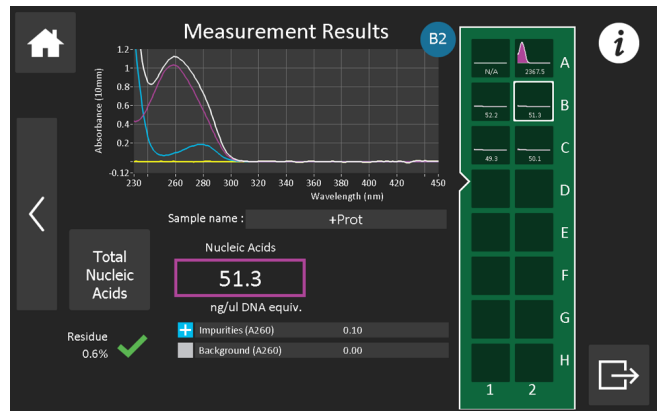 Measurement Results
B2
i
1.2
1
0.8
0.6
0.4
0.2
-0.12
Absorbance (10mm)
230 260 280 300 320 340 360 380 400 420 450
Wavelength (nm)
Sample name : +Prot
Total
Nucleic
Acids
Nucleic Acids
51.3
ng/ul DNA equiv.
Residue
0.6%
Impurities (A260) 0.10
Background (A260) 0.00
N/A 2367.5 A
52.2 51.3 B
49.3 50.1 C
D
E
F
G
H
1 2